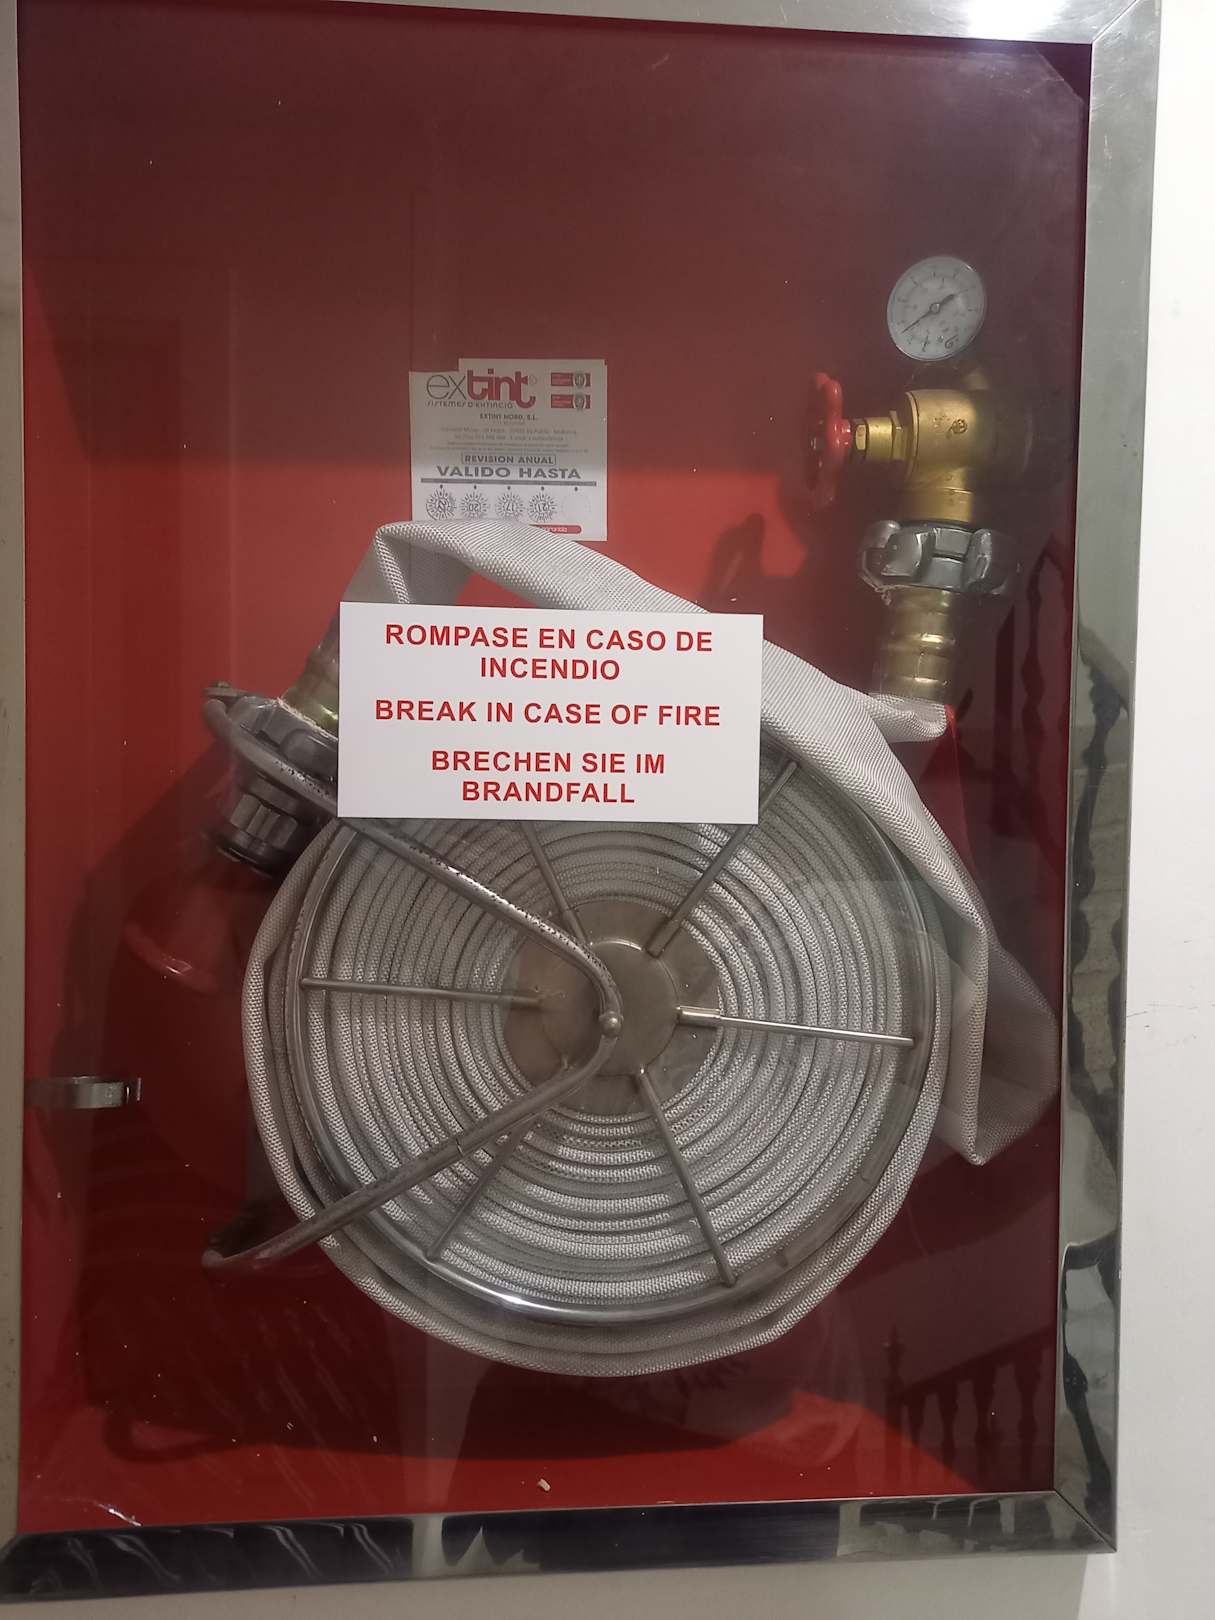 extint
SISTEMES D'EXTINCIÓ
EXTINT NORD, S.L.
REVISION ANUAL
VALIDO HASTA
ROMPASE EN CASO DE
INCENDIO
BREAK IN CASE OF FIRE
BRECHEN SIE IM
BRANDFALL